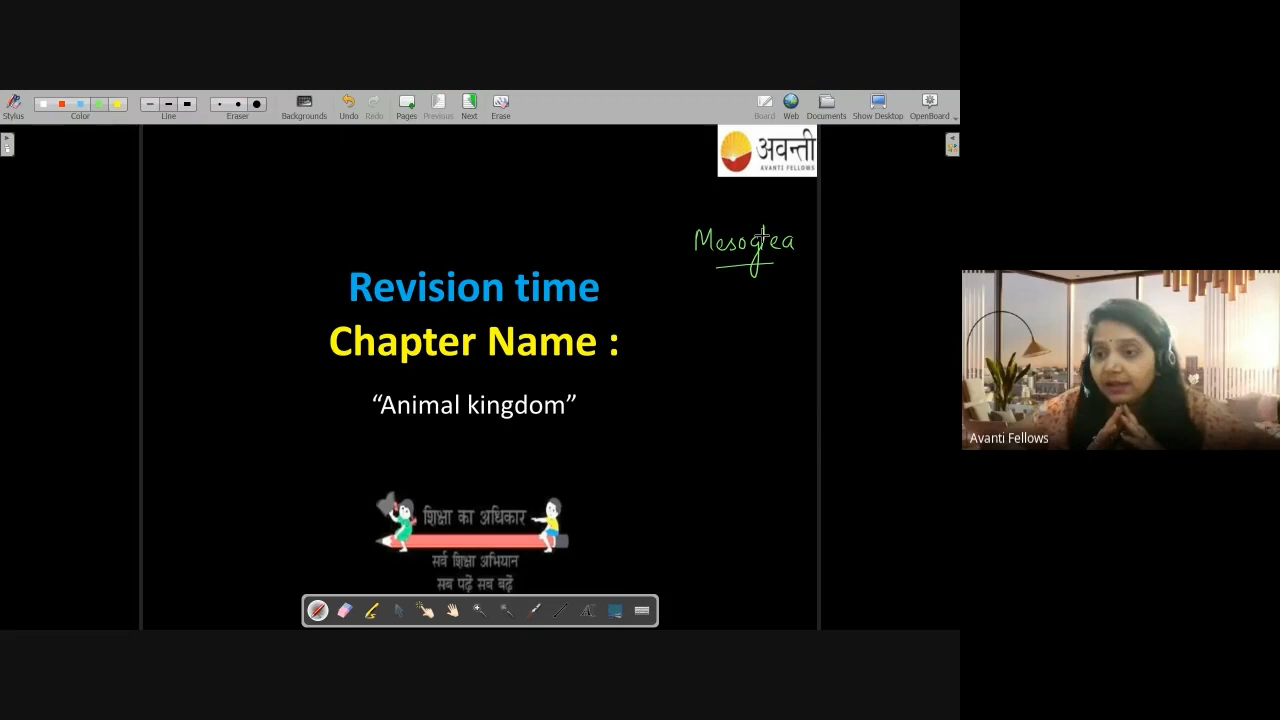 Stylus
Color
Line
Eraser
Backgrounds
Undo
Redo
Pages
Previous
Next
Erase
Board
Web
Documents
Show Desktop
OpenBoard
अवन्ती
AVANTI FELLOWS
Revision time
Chapter Name :
“Animal kingdom”
शिक्षा का अधिकार
सर्व शिक्षा अभियान
सब पढ़ें सब बढ़ें
Avanti Fellows